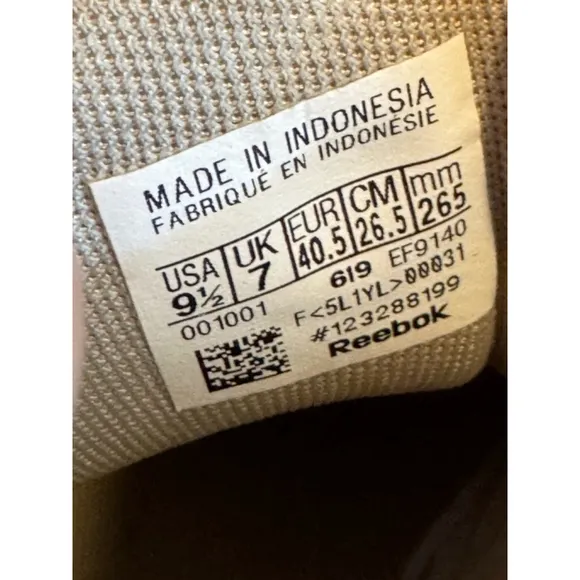 MADE IN INDONESIA
FABRIQUÉ EN INDONÉSIE
USA UK EUR CM mm
9½ 7 40.5 26.5 265
001001 619 EF9140
F<5L1YL>00031
#123288199
Reebok